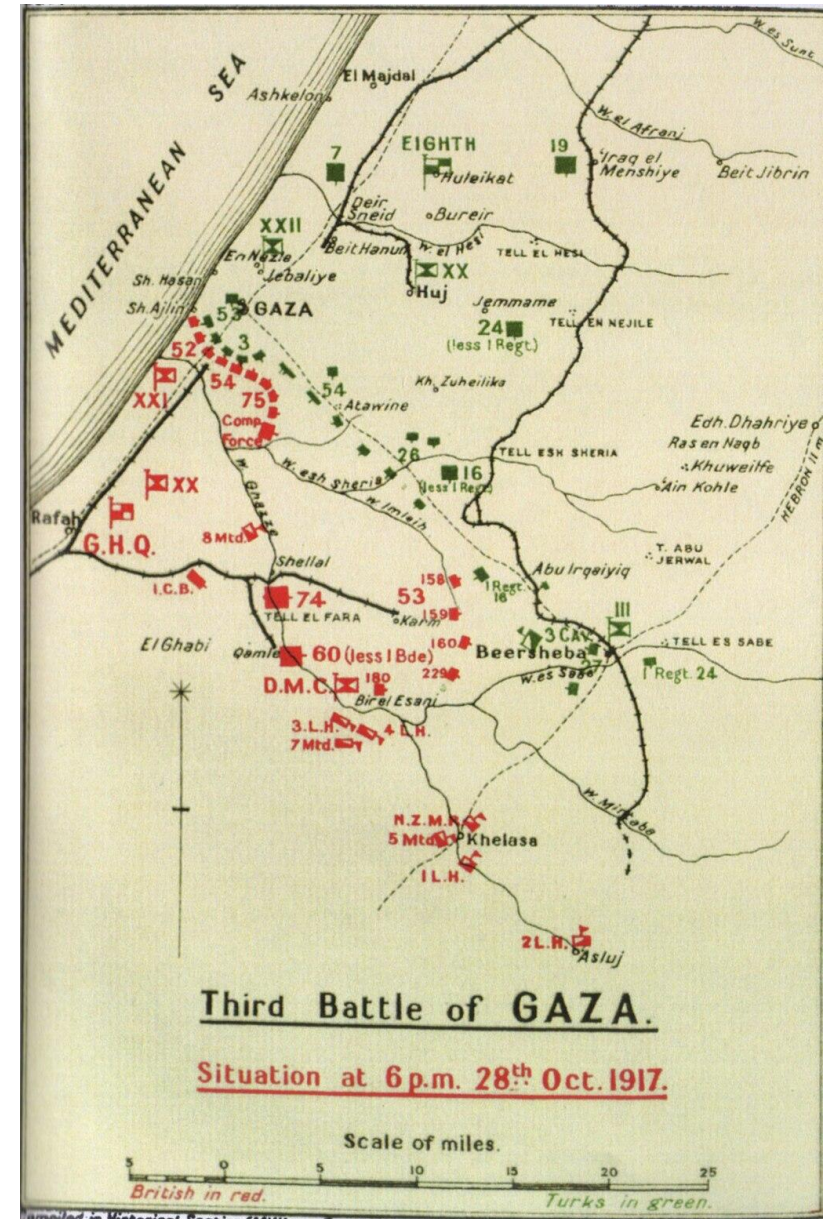 MEDITERRANEAN SEA
El Majdal
Ashkelon
W. es Sunt
W. el Afranj
7
EIGHTH
19
Huleikat
Iraq el
Menshiye
Beit Jibrin
Deir
Sneid
Bureir
XXII
Beit Hanun
W. el Hesi
TELL EL HESI
En Nazle
Jebaliye
XX
Sh. Hasan
Huj
Sh. Ajlin
53
GAZA
Jemmame
TELL EN NEJILE
24
(less 1 Regt.)
3
52
54
54
XXI
75
Kh. Zuheilika
Atawine
Comp.
Force
Edh. Dhahriye
Ras en Naqb
Khuweilfe
Ain Kohle
TELL ESH SHERIA
26
16
(less 1 Regt.)
W. esh Sheria
W. Imleih
W. Ghazze
HEBRON 11 M
XX
Rafah
G.H.Q.
8 Mtd.
T. ABU
JERWAL
Shellal
Abu Irqaiyiq
158
1 Regt.
16
1.C.B.
74
53
TELL EL FARA
Karm
159
III
3 CAV.
El Ghabi
Qamle
60 (less 1 Bde)
160
Beersheba
27
TELL ES SABE
W. es Saba
1 Regt. 24
229
D.M.C.
180
Bir el Esani
3. L.H.
4 L.H.
7 Mtd.
N.Z.M.R.
5 Mtd.
Khelasa
1 L.H.
2 L.H.
Asluj
Third Battle of GAZA.
Situation at 6 p.m. 28th Oct. 1917.
Scale of miles.
5 0 5 10 15 20 25
British in red.
Turks in green.